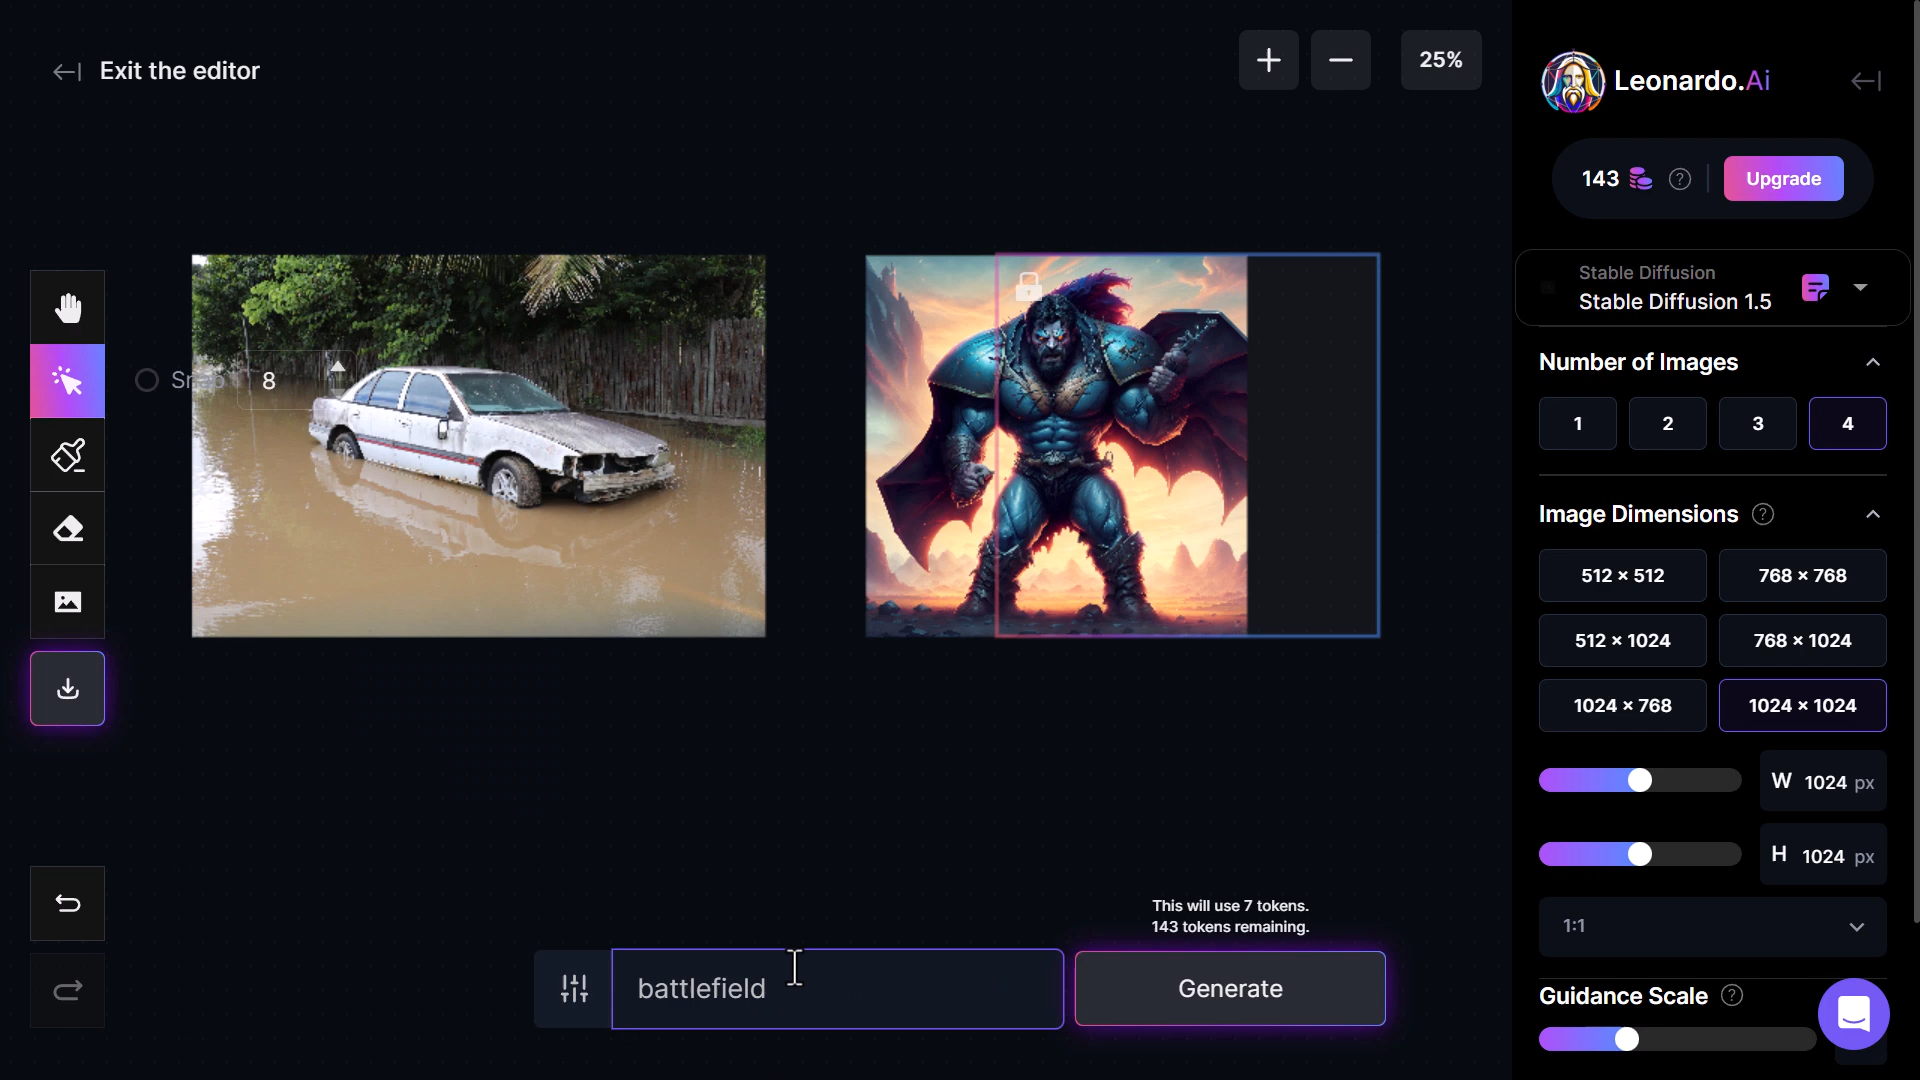 Exit the editor
25%
Leonardo.Ai
143
Upgrade
Stable Diffusion
Stable Diffusion 1.5
Number of Images
1 2 3 4
Image Dimensions
512 × 512 768 × 768
512 × 1024 768 × 1024
1024 × 768 1024 × 1024
W 1024 px
H 1024 px
1:1
Guidance Scale
Snap 8
This will use 7 tokens.
143 tokens remaining.
battlefield
Generate